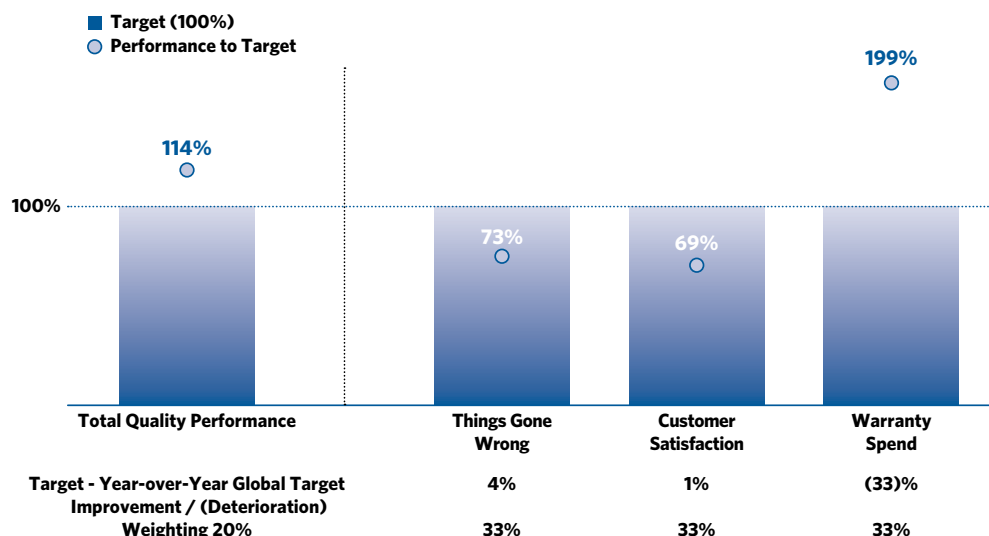 Target (100%)
Performance to Target
199%
114%
100%
73%
69%
Total Quality Performance
Things Gone
Wrong
Customer
Satisfaction
Warranty
Spend
Target - Year-over-Year Global Target 4% 1% (33)%
Improvement / (Deterioration)
Weighting 20% 33% 33% 33%